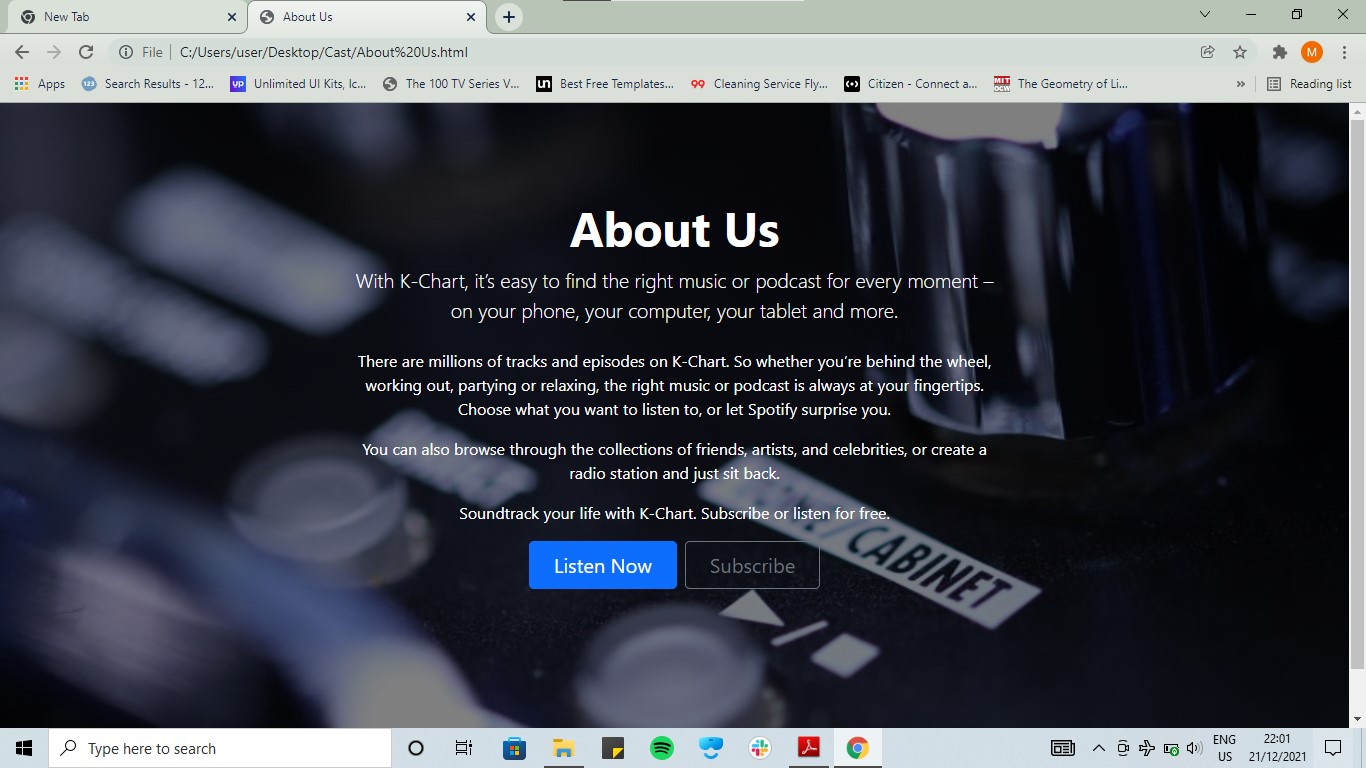 New Tab
About Us
File
C:/Users/user/Desktop/Cast/About%20Us.html
M
Apps
123
Search Results - 12...
up
Unlimited UI Kits, Ic...
The 100 TV Series V...
un
Best Free Templates...
99
Cleaning Service Fly...
Citizen - Connect a...
MIT
OCW
The Geometry of Li...
»
Reading list
About Us
With K-Chart, it’s easy to find the right music or podcast for every moment –
on your phone, your computer, your tablet and more.
There are millions of tracks and episodes on K-Chart. So whether you’re behind the wheel,
working out, partying or relaxing, the right music or podcast is always at your fingertips.
Choose what you want to listen to, or let Spotify surprise you.
You can also browse through the collections of friends, artists, and celebrities, or create a
radio station and just sit back.
Soundtrack your life with K-Chart. Subscribe or listen for free.
Listen Now
Subscribe
/CABINET
Type here to search
ENG
US
22:01
21/12/2021